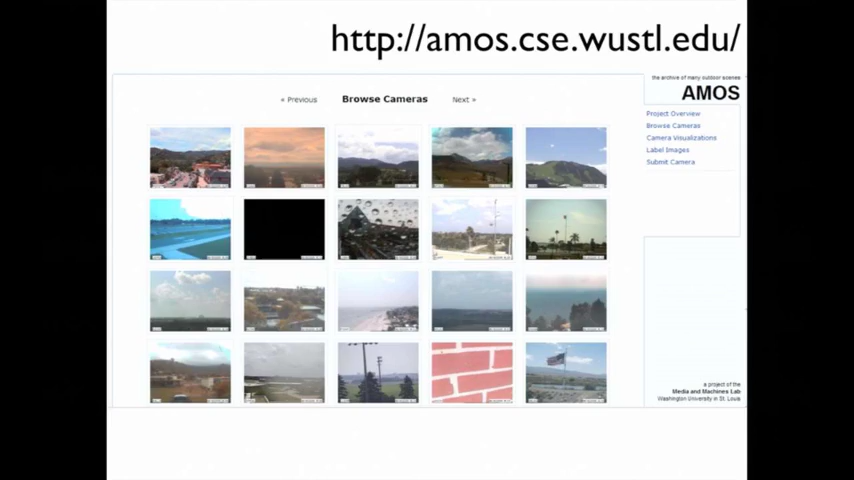 http://amos.cse.wustl.edu/
the archive of many outdoor scenes
AMOS
« Previous
Browse Cameras
Next »
Project Overview
Browse Cameras
Camera Visualizations
Label Images
Submit Camera
a project of the
Media and Machines Lab
Washington University in St. Louis